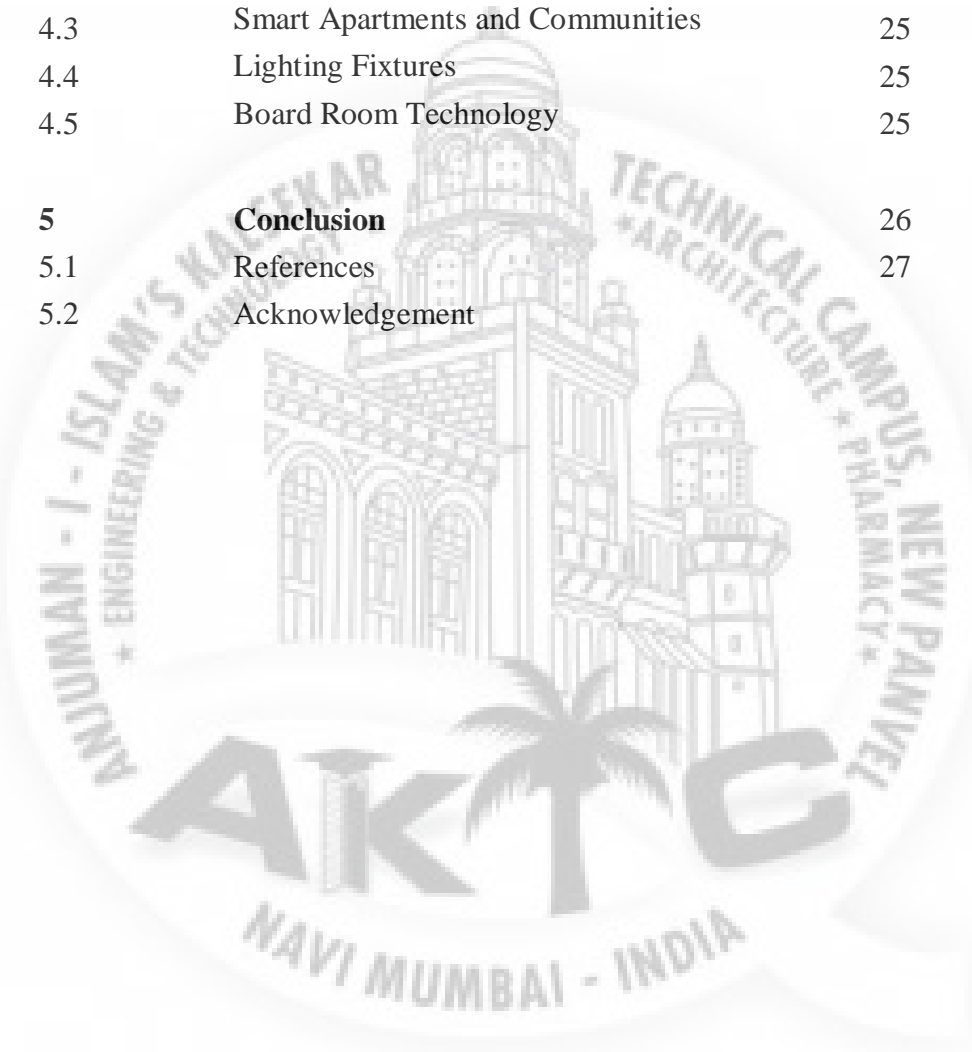 4.3 Smart Apartments and Communities 25
4.4 Lighting Fixtures 25
4.5 Board Room Technology 25
5 Conclusion 26
5.1 References 27
5.2 Acknowledgement
ANJUMAN - I - ISLAM'S KALSEKAR TECHNICAL CAMPUS, NEW PANVEL
* ENGINEERING & TECHNOLOGY *ARCHITECTURE * PHARMACY*
AKTC
NAVI MUMBAI - INDIA